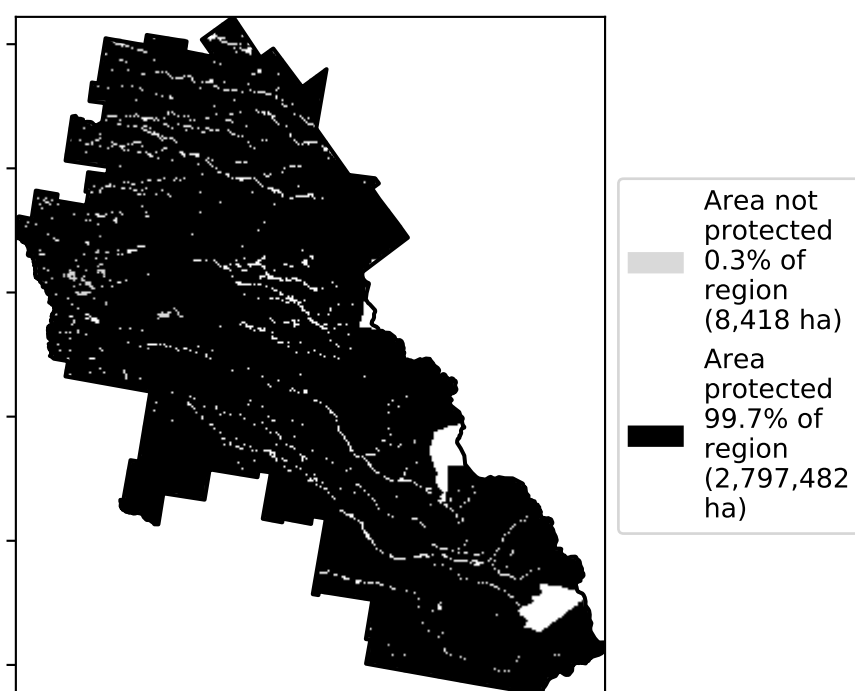 Area not
protected
0.3% of
region
(8,418 ha)
Area
protected
99.7% of
region
(2,797,482
ha)